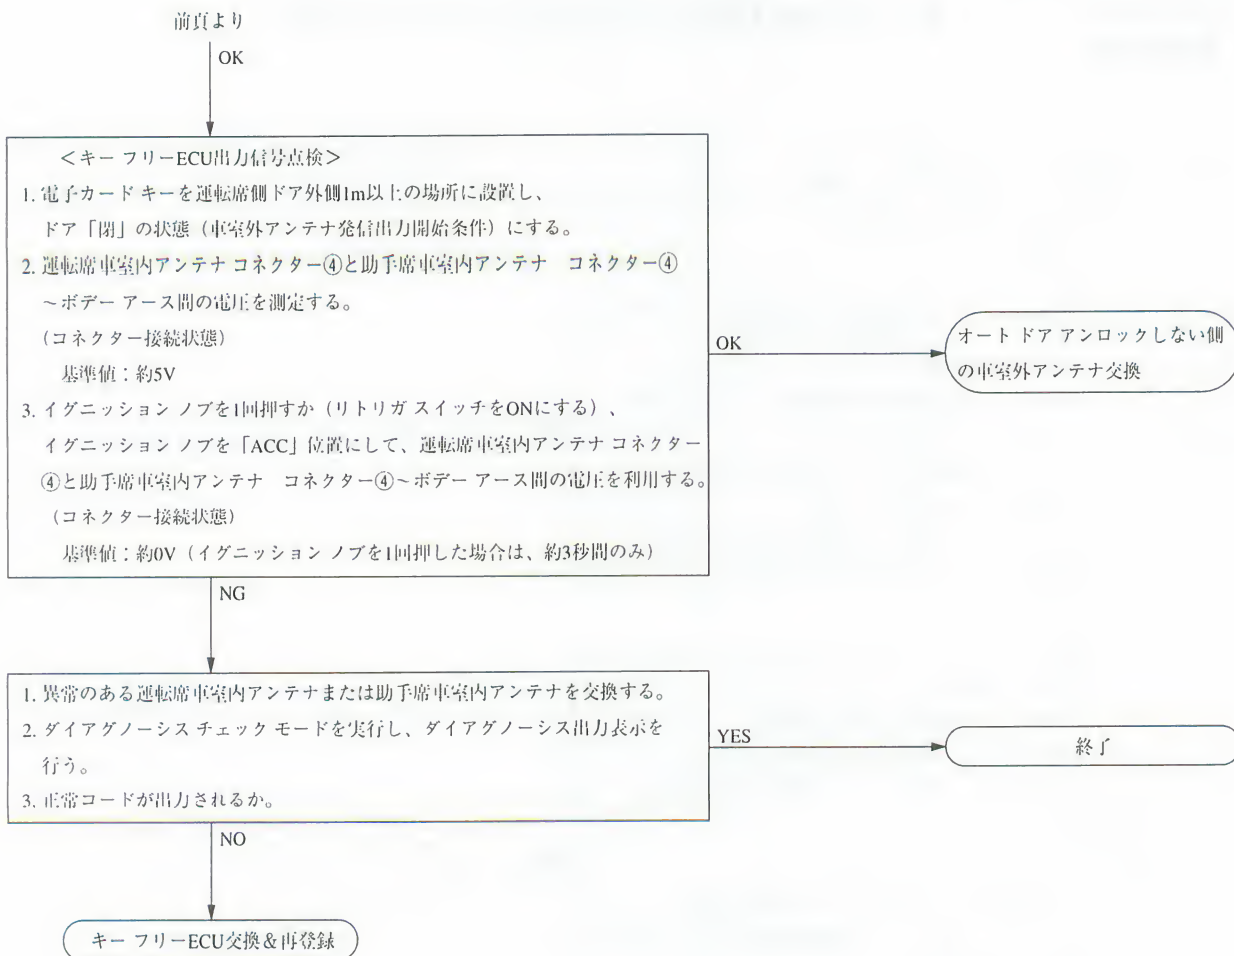 前頁より
OK
＜キー フリーECU出力信号点検＞
1. 電子カード キーを運転席側ドア外側1m以上の場所に設置し、
ドア「閉」の状態（車室外アンテナ発信出力開始条件）にする。
2. 運転席車室内アンテナ コネクター④と助手席車室内アンテナ　コネクター④
～ボデー アース間の電圧を測定する。
（コネクター接続状態）
基準値：約5V
3. イグニッション ノブを1回押すか（リトリガ スイッチをONにする）、
イグニッション ノブを「ACC」位置にして、運転席車室内アンテナ コネクター
④と助手席車室内アンテナ　コネクター④～ボデー アース間の電圧を利用する。
（コネクター接続状態）
基準値：約0V（イグニッション ノブを1回押した場合は、約3秒間のみ）
OK
オート ドア アンロックしない側
の車室外アンテナ交換
NG
1. 異常のある運転席車室内アンテナまたは助手席車室内アンテナを交換する。
2. ダイアグノーシス チェック モードを実行し、ダイアグノーシス出力表示を
行う。
3. 正常コードが出力されるか。
YES
終了
NO
キー フリーECU交換＆再登録